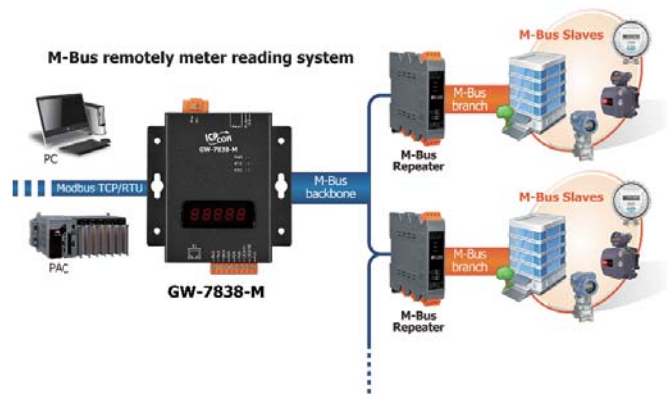 M-Bus remotely meter reading system
PC
Modbus TCP/RTU
PAC
ICP CON
GW-7838-M
GW-7838-M
M-Bus
backbone
M-Bus
Repeater
M-Bus
branch
M-Bus Slaves
M-Bus
Repeater
M-Bus
branch
M-Bus Slaves